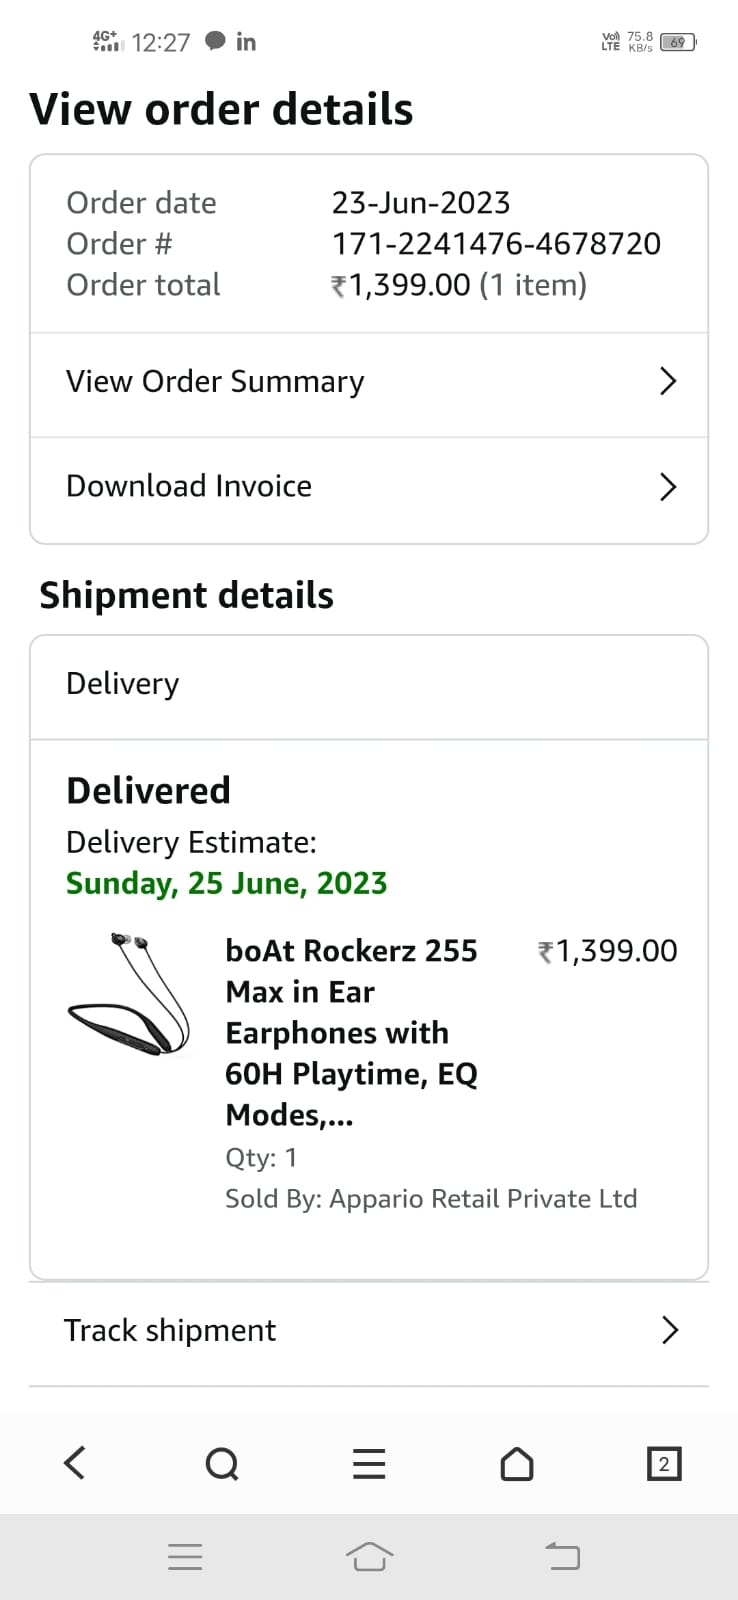 4G+ 12:27 in Vo) LTE 75.8 KB/s 69
View order details
Order date 23-Jun-2023
Order # 171-2241476-4678720
Order total ₹1,399.00 (1 item)
View Order Summary
Download Invoice
Shipment details
Delivery
Delivered
Delivery Estimate:
Sunday, 25 June, 2023
boAt Rockerz 255 ₹1,399.00
Max in Ear
Earphones with
60H Playtime, EQ
Modes,...
Qty: 1
Sold By: Appario Retail Private Ltd
Track shipment
2